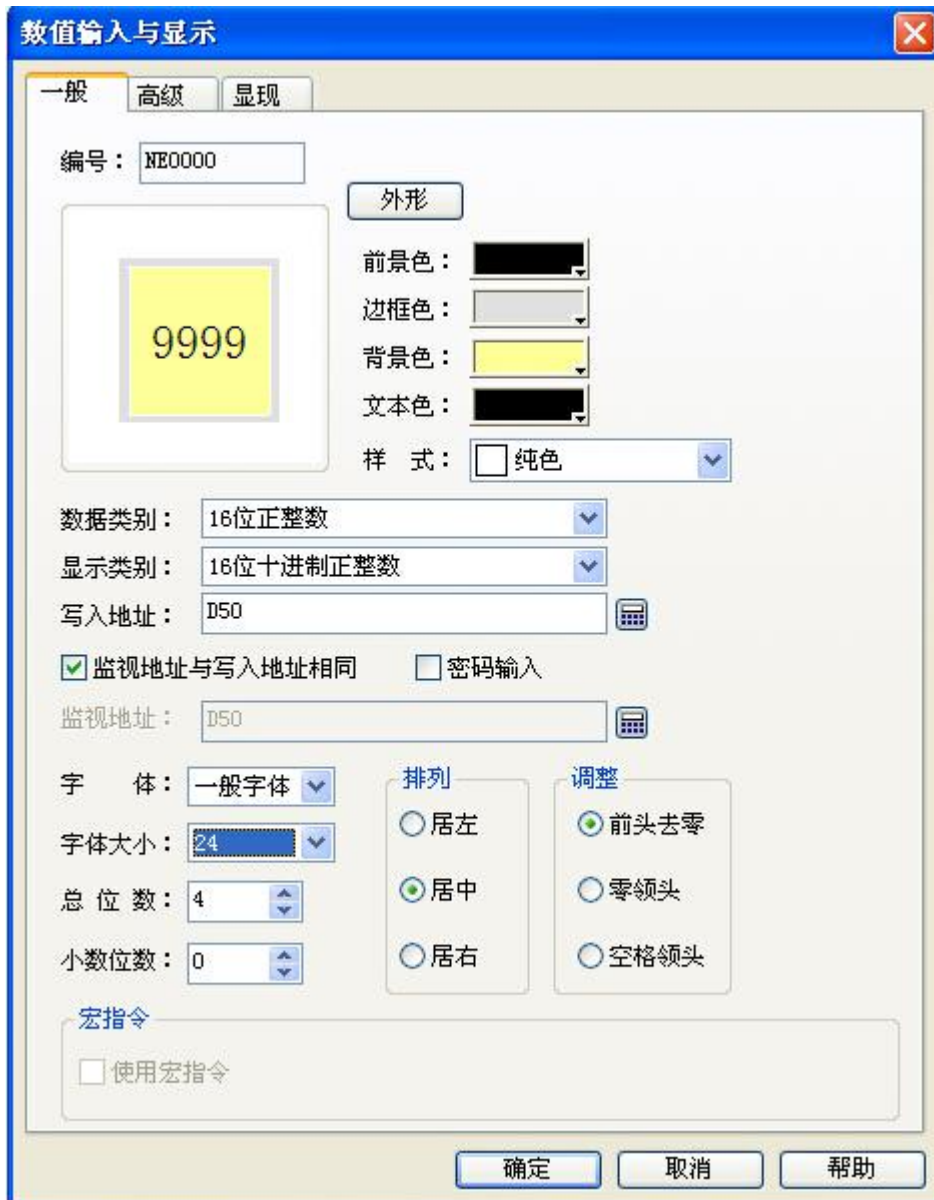 数值输入与显示
一般 高级 显现
编号： NE0000
外形
9999
前景色：
边框色：
背景色：
文本色：
样 式： 纯色
数据类别： 16位正整数
显示类别： 16位十进制正整数
写入地址： D50
监视地址与写入地址相同 密码输入
监视地址： D50
字 体： 一般字体
字体大小： 24
总 位 数： 4
小数位数： 0
排列
居左
居中
居右
调整
前头去零
零领头
空格领头
宏指令
使用宏指令
确定 取消 帮助